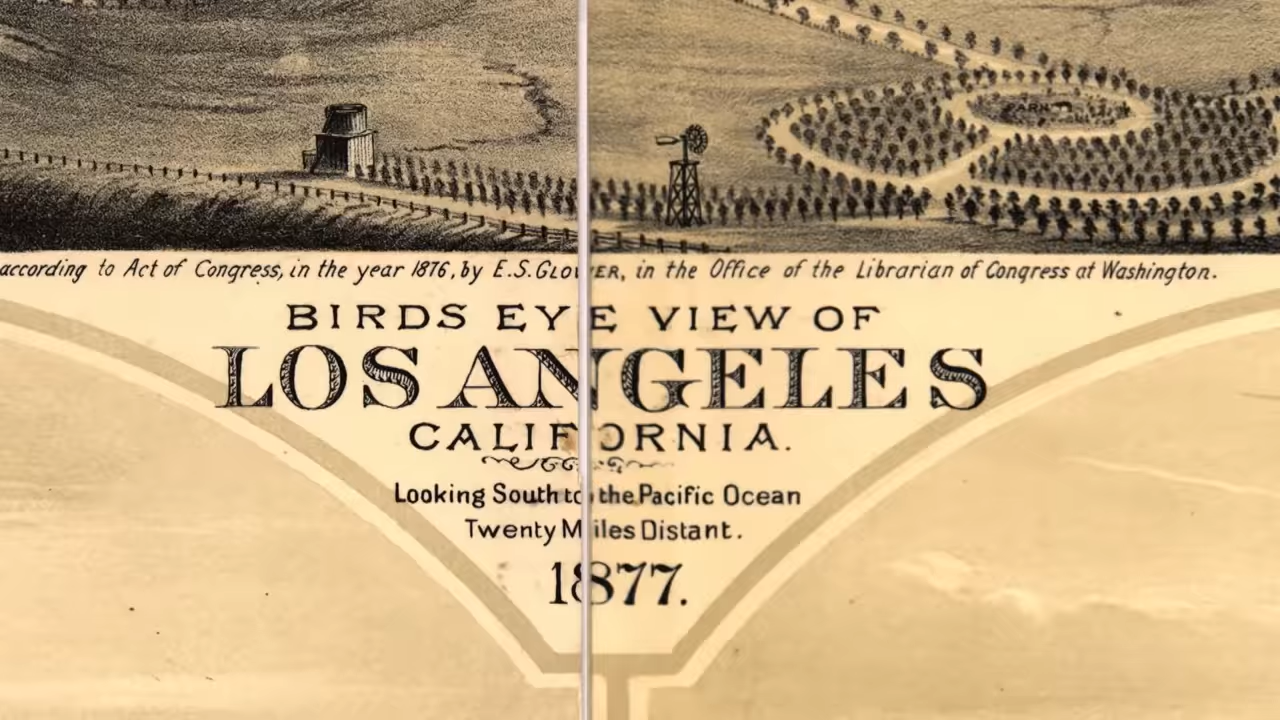 PARK
according to Act of Congress, in the year 1876, by E.S. GLOVER, in the Office of the Librarian of Congress at Washington.
BIRDS EYE VIEW OF
LOS ANGELES
CALIFORNIA.
Looking South to the Pacific Ocean
Twenty Miles Distant.
1877.